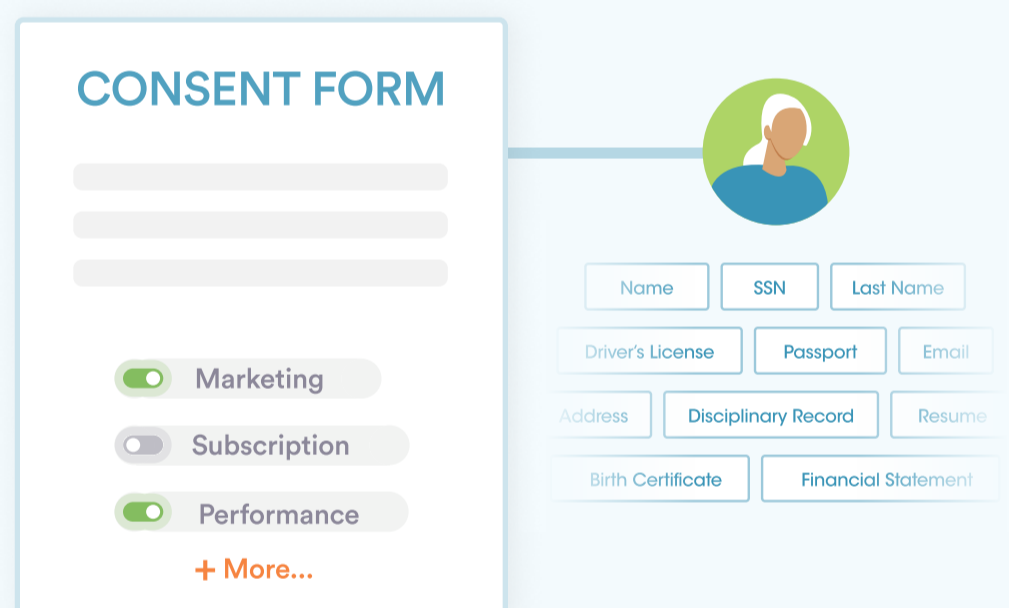 CONSENT FORM
Marketing
Subscription
Performance
+ More...
Name SSN Last Name
Driver's License Passport Email
Address Disciplinary Record Resume
Birth Certificate Financial Statement